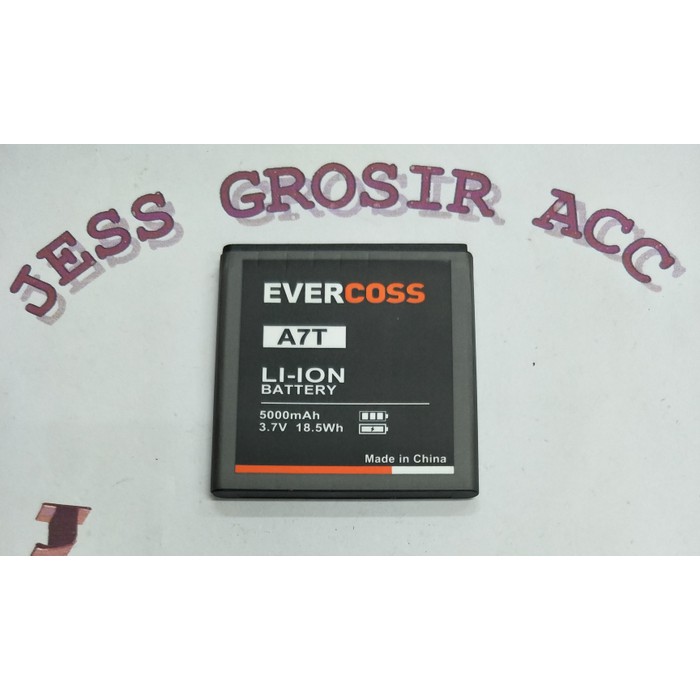 JESS GROSIR ACC
EVERCOSS
A7T
LI-ION
BATTERY
5000mAh
3.7V 18.5Wh
Made in China
J